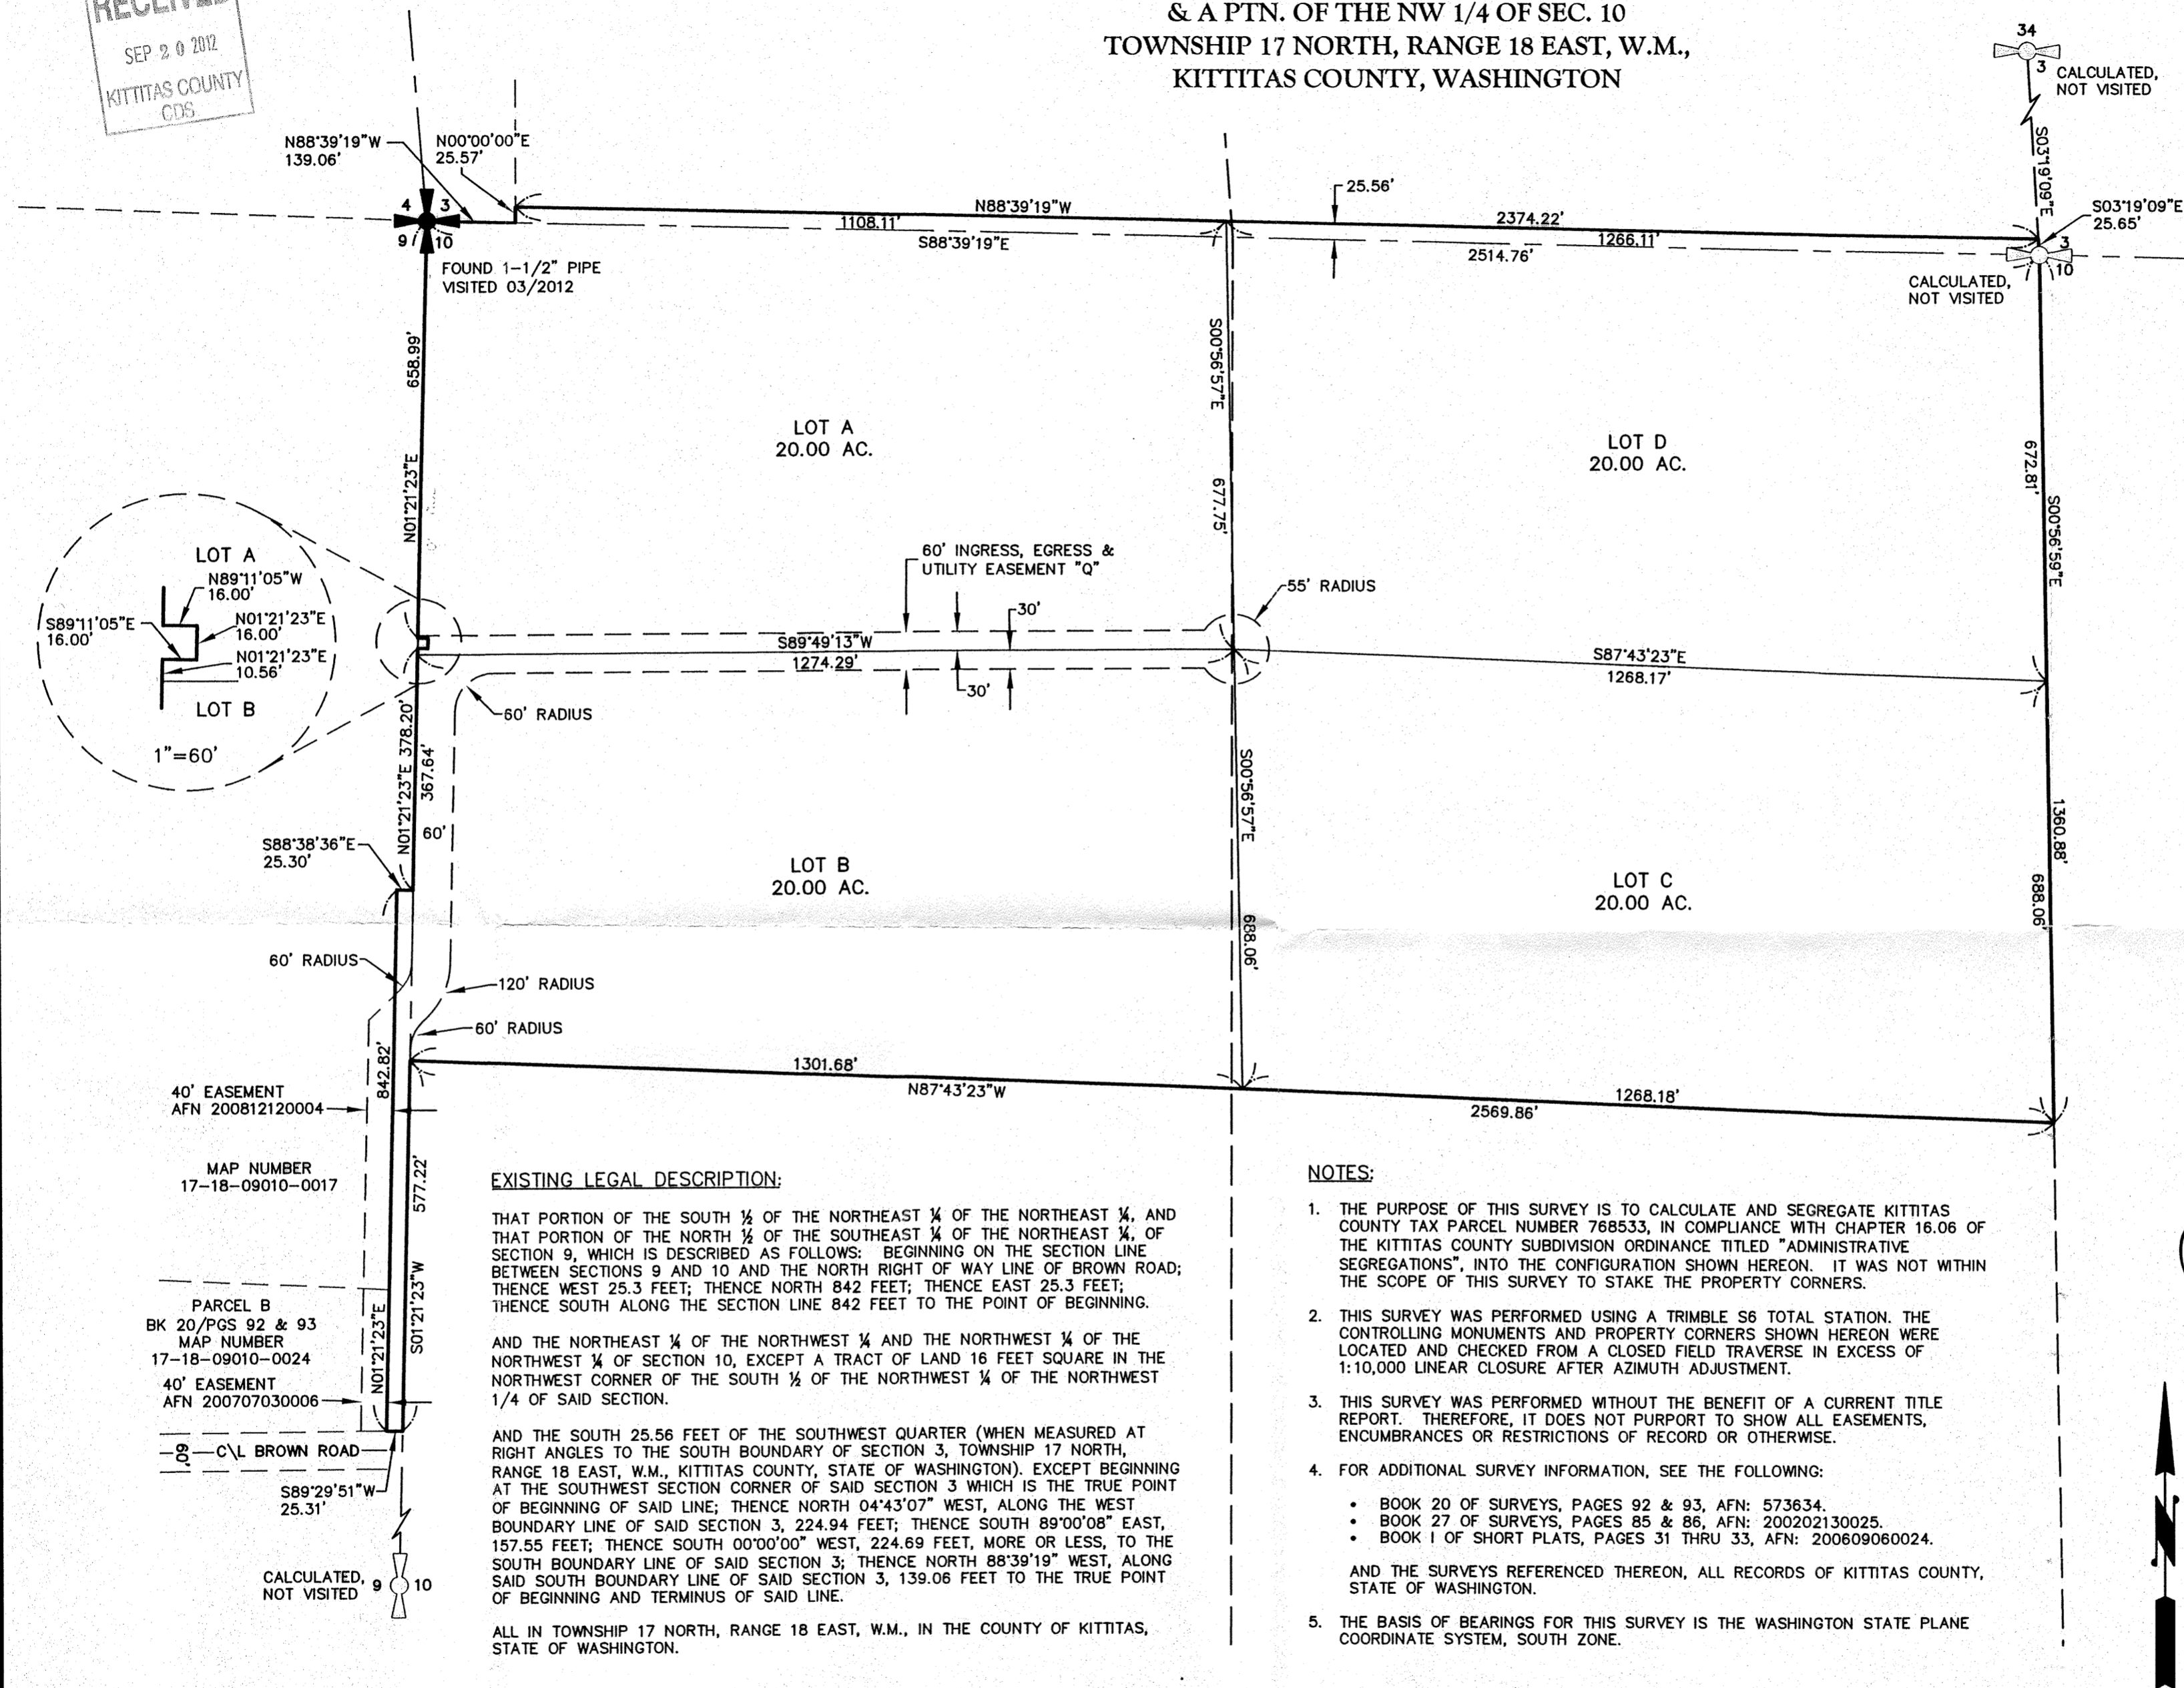 RECEIVED
SEP 20 2012
KITTITAS COUNTY
CDS
& A PTN. OF THE NW 1/4 OF SEC. 10
TOWNSHIP 17 NORTH, RANGE 18 EAST, W.M.,
KITTITAS COUNTY, WASHINGTON
34
3
CALCULATED,
NOT VISITED
S03°19'09"E
S03°19'09"E
25.65'
3
10
CALCULATED,
NOT VISITED
N88°39'19"W
139.06'
N00°00'00"E
25.57'
4 3
9 10
FOUND 1-1/2" PIPE
VISITED 03/2012
N88°39'19"W
1108.11'
S88°39'19"E
25.56'
2374.22'
1266.11'
2514.76'
658.99'
N01°21'23"E
S00°56'57"E
677.75'
672.81'
S00°56'59"E
LOT A
20.00 AC.
LOT D
20.00 AC.
LOT A
N89°11'05"W
16.00'
S89°11'05"E
16.00'
N01°21'23"E
16.00'
N01°21'23"E
10.56'
LOT B
1"=60'
60' INGRESS, EGRESS &
UTILITY EASEMENT "Q"
30'
55' RADIUS
S89°49'13"W
1274.29'
30'
60' RADIUS
S87°43'23"E
1268.17'
N01°21'23"E 378.20'
367.64'
60'
S88°38'36"E
25.30'
S00°56'57"E
688.06'
1360.88'
688.06'
LOT B
20.00 AC.
LOT C
20.00 AC.
60' RADIUS
120' RADIUS
60' RADIUS
1301.68'
N87°43'23"W
1268.18'
2569.86'
842.82'
40' EASEMENT
AFN 200812120004
MAP NUMBER
17-18-09010-0017
577.22'
S01°21'23"W
N01°21'23"E
PARCEL B
BK 20/PGS 92 & 93
MAP NUMBER
17-18-09010-0024
40' EASEMENT
AFN 200707030006
60'
C\L BROWN ROAD
S89°29'51"W
25.31'
CALCULATED,
NOT VISITED
9 10
EXISTING LEGAL DESCRIPTION:
THAT PORTION OF THE SOUTH ½ OF THE NORTHEAST ¼ OF THE NORTHEAST ¼, AND
THAT PORTION OF THE NORTH ½ OF THE SOUTHEAST ¼ OF THE NORTHEAST ¼, OF
SECTION 9, WHICH IS DESCRIBED AS FOLLOWS: BEGINNING ON THE SECTION LINE
BETWEEN SECTIONS 9 AND 10 AND THE NORTH RIGHT OF WAY LINE OF BROWN ROAD;
THENCE WEST 25.3 FEET; THENCE NORTH 842 FEET; THENCE EAST 25.3 FEET;
THENCE SOUTH ALONG THE SECTION LINE 842 FEET TO THE POINT OF BEGINNING.
AND THE NORTHEAST ¼ OF THE NORTHWEST ¼ AND THE NORTHWEST ¼ OF THE
NORTHWEST ¼ OF SECTION 10, EXCEPT A TRACT OF LAND 16 FEET SQUARE IN THE
NORTHWEST CORNER OF THE SOUTH ½ OF THE NORTHWEST ¼ OF THE NORTHWEST
1/4 OF SAID SECTION.
AND THE SOUTH 25.56 FEET OF THE SOUTHWEST QUARTER (WHEN MEASURED AT
RIGHT ANGLES TO THE SOUTH BOUNDARY OF SECTION 3, TOWNSHIP 17 NORTH,
RANGE 18 EAST, W.M., KITTITAS COUNTY, STATE OF WASHINGTON). EXCEPT BEGINNING
AT THE SOUTHWEST SECTION CORNER OF SAID SECTION 3 WHICH IS THE TRUE POINT
OF BEGINNING OF SAID LINE; THENCE NORTH 04°43'07" WEST, ALONG THE WEST
BOUNDARY LINE OF SAID SECTION 3, 224.94 FEET; THENCE SOUTH 89°00'08" EAST,
157.55 FEET; THENCE SOUTH 00°00'00" WEST, 224.69 FEET, MORE OR LESS, TO THE
SOUTH BOUNDARY LINE OF SAID SECTION 3; THENCE NORTH 88°39'19" WEST, ALONG
SAID SOUTH BOUNDARY LINE OF SAID SECTION 3, 139.06 FEET TO THE TRUE POINT
OF BEGINNING AND TERMINUS OF SAID LINE.
ALL IN TOWNSHIP 17 NORTH, RANGE 18 EAST, W.M., IN THE COUNTY OF KITTITAS,
STATE OF WASHINGTON.
NOTES:
1. THE PURPOSE OF THIS SURVEY IS TO CALCULATE AND SEGREGATE KITTITAS
COUNTY TAX PARCEL NUMBER 768533, IN COMPLIANCE WITH CHAPTER 16.06 OF
THE KITTITAS COUNTY SUBDIVISION ORDINANCE TITLED "ADMINISTRATIVE
SEGREGATIONS", INTO THE CONFIGURATION SHOWN HEREON. IT WAS NOT WITHIN
THE SCOPE OF THIS SURVEY TO STAKE THE PROPERTY CORNERS.
2. THIS SURVEY WAS PERFORMED USING A TRIMBLE S6 TOTAL STATION. THE
CONTROLLING MONUMENTS AND PROPERTY CORNERS SHOWN HEREON WERE
LOCATED AND CHECKED FROM A CLOSED FIELD TRAVERSE IN EXCESS OF
1:10,000 LINEAR CLOSURE AFTER AZIMUTH ADJUSTMENT.
3. THIS SURVEY WAS PERFORMED WITHOUT THE BENEFIT OF A CURRENT TITLE
REPORT. THEREFORE, IT DOES NOT PURPORT TO SHOW ALL EASEMENTS,
ENCUMBRANCES OR RESTRICTIONS OF RECORD OR OTHERWISE.
4. FOR ADDITIONAL SURVEY INFORMATION, SEE THE FOLLOWING:
• BOOK 20 OF SURVEYS, PAGES 92 & 93, AFN: 573634.
• BOOK 27 OF SURVEYS, PAGES 85 & 86, AFN: 200202130025.
• BOOK I OF SHORT PLATS, PAGES 31 THRU 33, AFN: 200609060024.
AND THE SURVEYS REFERENCED THEREON, ALL RECORDS OF KITTITAS COUNTY,
STATE OF WASHINGTON.
5. THE BASIS OF BEARINGS FOR THIS SURVEY IS THE WASHINGTON STATE PLANE
COORDINATE SYSTEM, SOUTH ZONE.
N